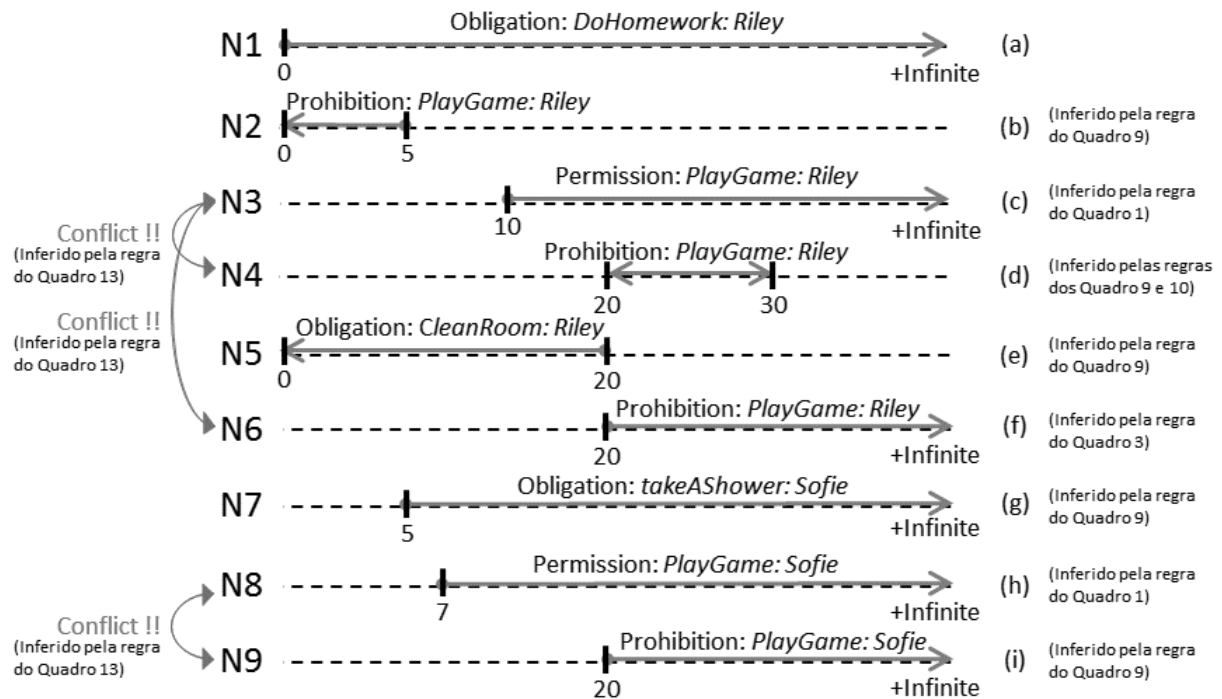 Obligation: DoHomework: Riley
N1
(a)
0
+Infinite
Prohibition: PlayGame: Riley
N2
(b)
(Inferido pela regra
do Quadro 9)
0
5
Permission: PlayGame: Riley
N3
(c)
(Inferido pela regra
do Quadro 1)
10
+Infinite
Conflict !!
(Inferido pela regra
do Quadro 13)
Prohibition: PlayGame: Riley
N4
(d)
(Inferido pelas regras
dos Quadro 9 e 10)
20
30
Conflict !!
(Inferido pela regra
do Quadro 13)
Obligation: CleanRoom: Riley
N5
(e)
(Inferido pela regra
do Quadro 9)
0
20
Prohibition: PlayGame: Riley
N6
(f)
(Inferido pela regra
do Quadro 3)
20
+Infinite
Obligation: takeAShower: Sofie
N7
(g)
(Inferido pela regra
do Quadro 9)
5
+Infinite
Permission: PlayGame: Sofie
N8
(h)
(Inferido pela regra
do Quadro 1)
7
+Infinite
Conflict !!
(Inferido pela regra
do Quadro 13)
Prohibition: PlayGame: Sofie
N9
(i)
(Inferido pela regra
do Quadro 9)
20
+Infinite